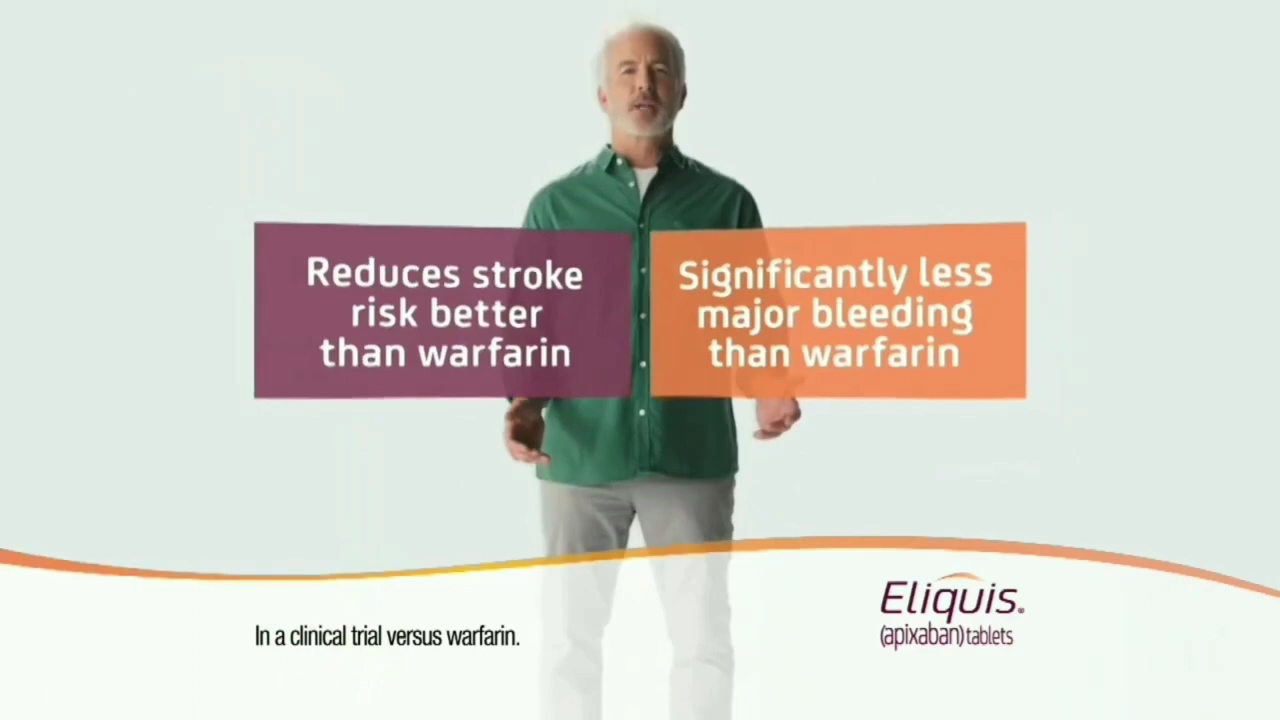 Reduces stroke
risk better
than warfarin
Significantly less
major bleeding
than warfarin
In a clinical trial versus warfarin.
Eliquis®
(apixaban) tablets